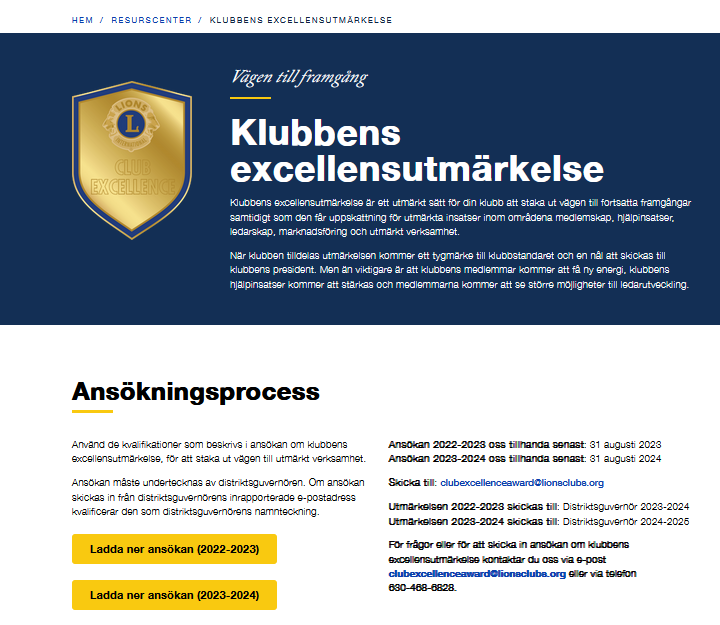 HEM / RESURSCENTER / KLUBBENS EXCELLENSUTMÄRKELSE
Vägen till framgång
LIONS
L
CLUB
EXCELLENCE
Klubbens
excellensutmärkelse
Klubbens excellensutmärkelse är ett utmärkt sätt för din klubb att staka ut vägen till fortsatta framgångar
samtidigt som den får uppskattning för utmärkta insatser inom områdena medlemskap, hjälpinsatser,
ledarskap, marknadsföring och utmärkt verksamhet.
När klubben tilldelas utmärkelsen kommer ett tygmärke till klubbstandaret och en nål att skickas till
klubbens president. Men än viktigare är att klubbens medlemmar kommer att få ny energi, klubbens
hjälpinsatser kommer att stärkas och medlemmarna kommer att se större möjligheter till ledarutveckling.
Ansökningsprocess
Använd de kvalifikationer som beskrivs i ansökan om klubbens
excellensutmärkelse, för att staka ut vägen till utmärkt verksamhet.
Ansökan måste undertecknas av distriktsguvernören. Om ansökan
skickas in från distriktsguvernörens inrapporterade e-postadress
kvalificerar den som distriktsguvernörens namnteckning.
Ladda ner ansökan (2022-2023)
Ladda ner ansökan (2023-2024)
Ansökan 2022-2023 oss tillhanda senast: 31 augusti 2023
Ansökan 2023-2024 oss tillhanda senast: 31 augusti 2024
Skicka till: clubexcellenceaward@lionsclubs.org
Utmärkelsen 2022-2023 skickas till: Distriktsguvernör 2023-2024
Utmärkelsen 2023-2024 skickas till: Distriktsguvernör 2024-2025
För frågor eller för att skicka in ansökan om klubbens
excellensutmärkelse kontaktar du oss via e-post
clubexcellenceaward@lionsclubs.org eller via telefon
630-468-6828.